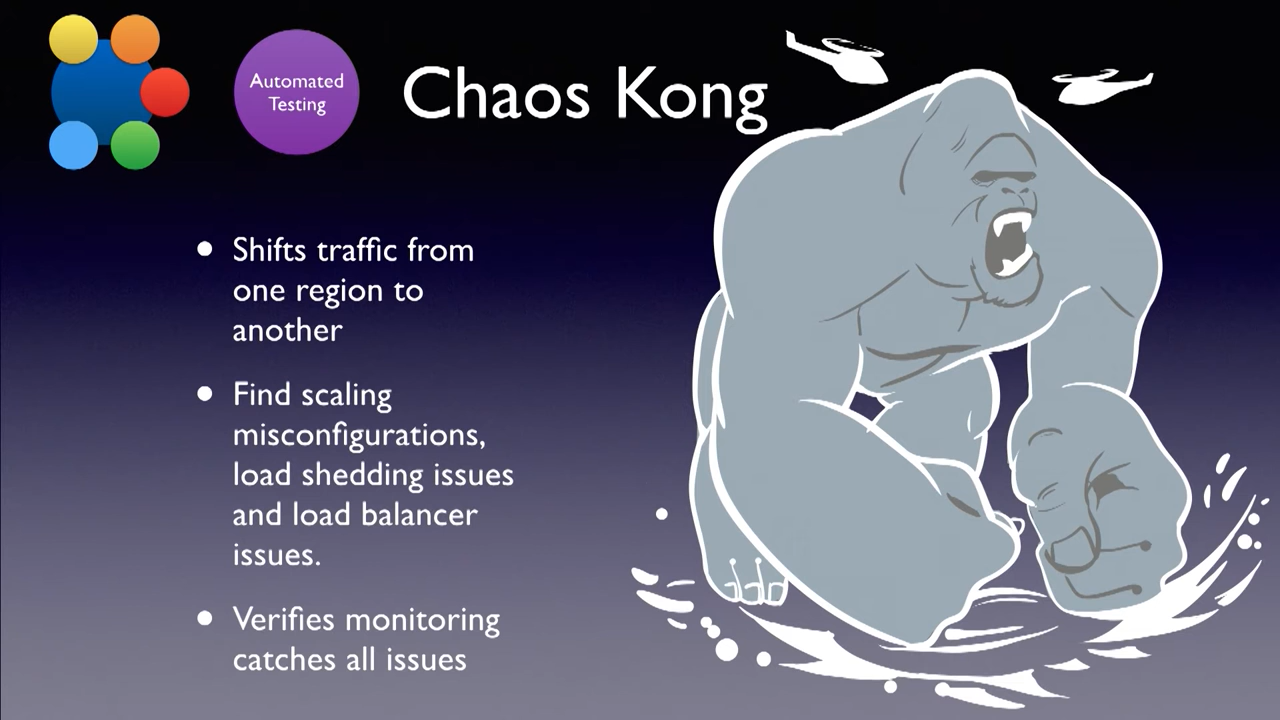 Automated
Testing
Chaos Kong
Shifts traffic from
one region to
another
Find scaling
misconfigurations,
load shedding issues
and load balancer
issues.
Verifies monitoring
catches all issues